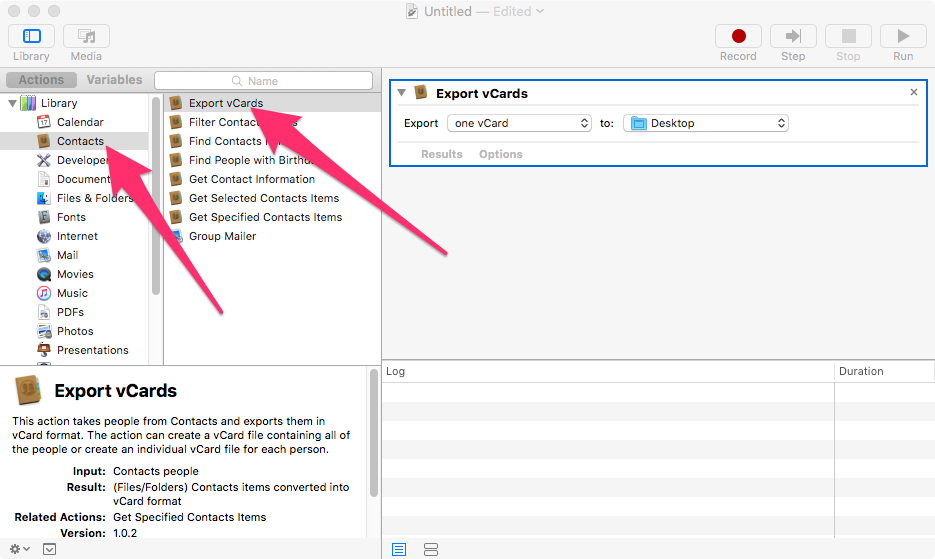 Untitled — Edited
Library
Media
Record
Step
Stop
Run
Actions
Variables
Name
Library
Calendar
17
Contacts
Developer
Document
Files & Folders
Fonts
Internet
Mail
Movies
Music
PDFs
Photos
Presentations
Export vCards
Filter Contac
Find Contacts
Find People with Birthd
Get Contact Information
Get Selected Contacts Items
Get Specified Contacts Items
Group Mailer
Export vCards
Export one vCard to: Desktop
Results Options
Export vCards
This action takes people from Contacts and exports them in
vCard format. The action can create a vCard file containing all of
the people or create an individual vCard file for each person.
Input: Contacts people
Result: (Files/Folders) Contacts items converted into
vCard format
Related Actions: Get Specified Contacts Items
Version: 1.0.2
Log
Duration